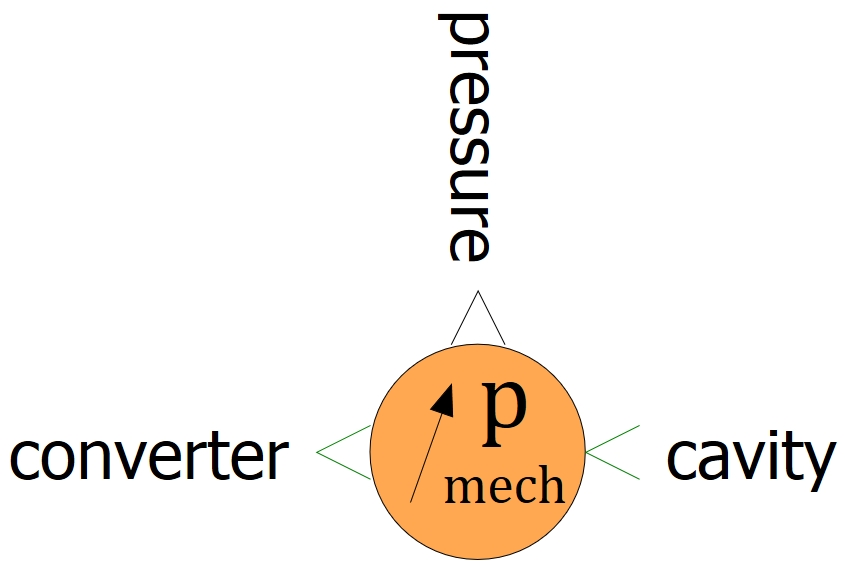 pressure
p
converter
cavity
mech